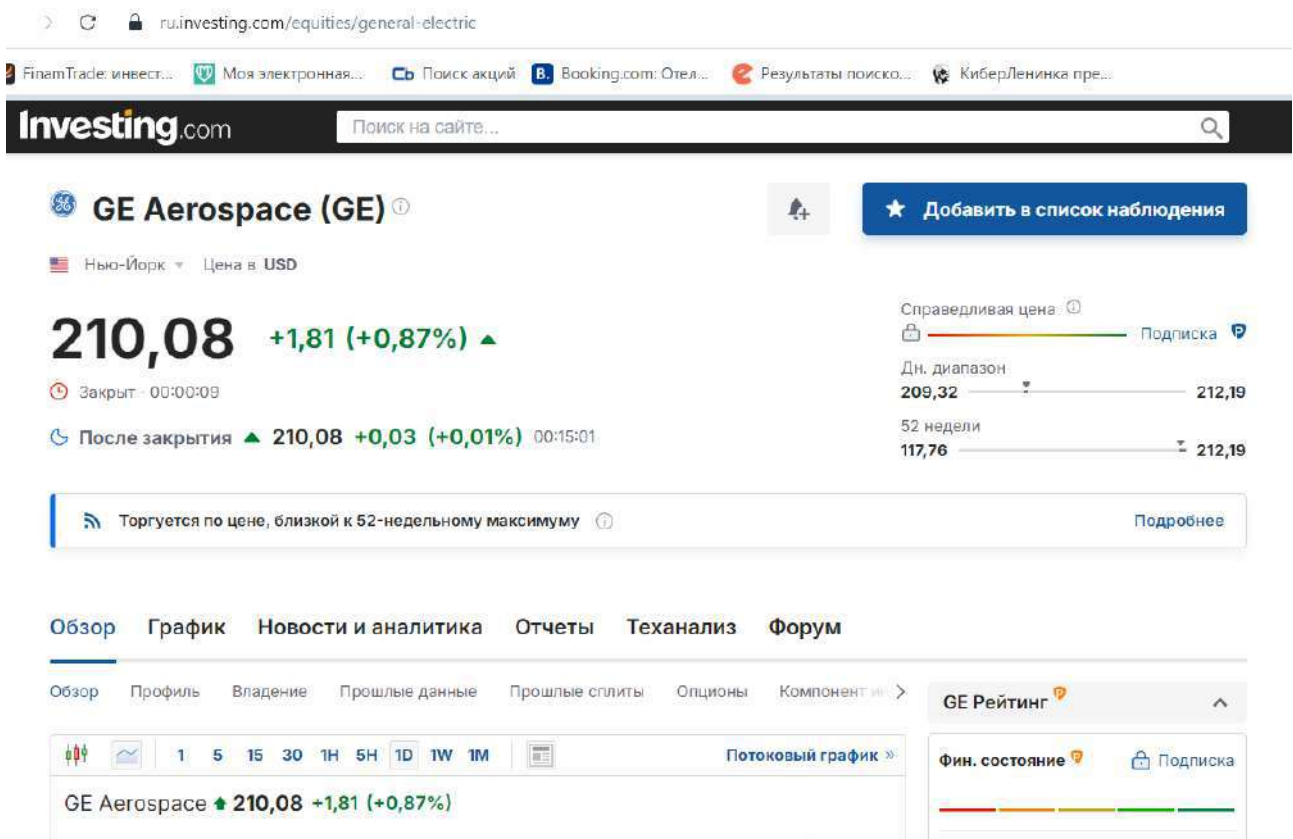 ru.investing.com/equities/general-electric
FinamTrade: инвест... Моя электронная... Сь Поиск акций B. Booking.com: Отел... Результаты поиско... КиберЛенинка пре...
Investing.com Поиск на сайте...
GE Aerospace (GE)
Добавить в список наблюдения
Нью-Йорк Цена в USD
210,08 +1,81 (+0,87%)
Закрыт · 00:00:09
После закрытия 210,08 +0,03 (+0,01%) 00:15:01
Справедливая цена
Подписка
Дн. диапазон
209,32 212,19
52 недели
117,76 212,19
Торгуется по цене, близкой к 52-недельному максимуму Подробнее
Обзор График Новости и аналитика Отчеты Теханализ Форум
Обзор Профиль Владение Прошлые данные Прошлые сплиты Опционы Компонент
GE Рейтинг
1 5 15 30 1H 5H 1D 1W 1M Потоковый график »
Фин. состояние Подписка
GE Aerospace 210,08 +1,81 (+0,87%)